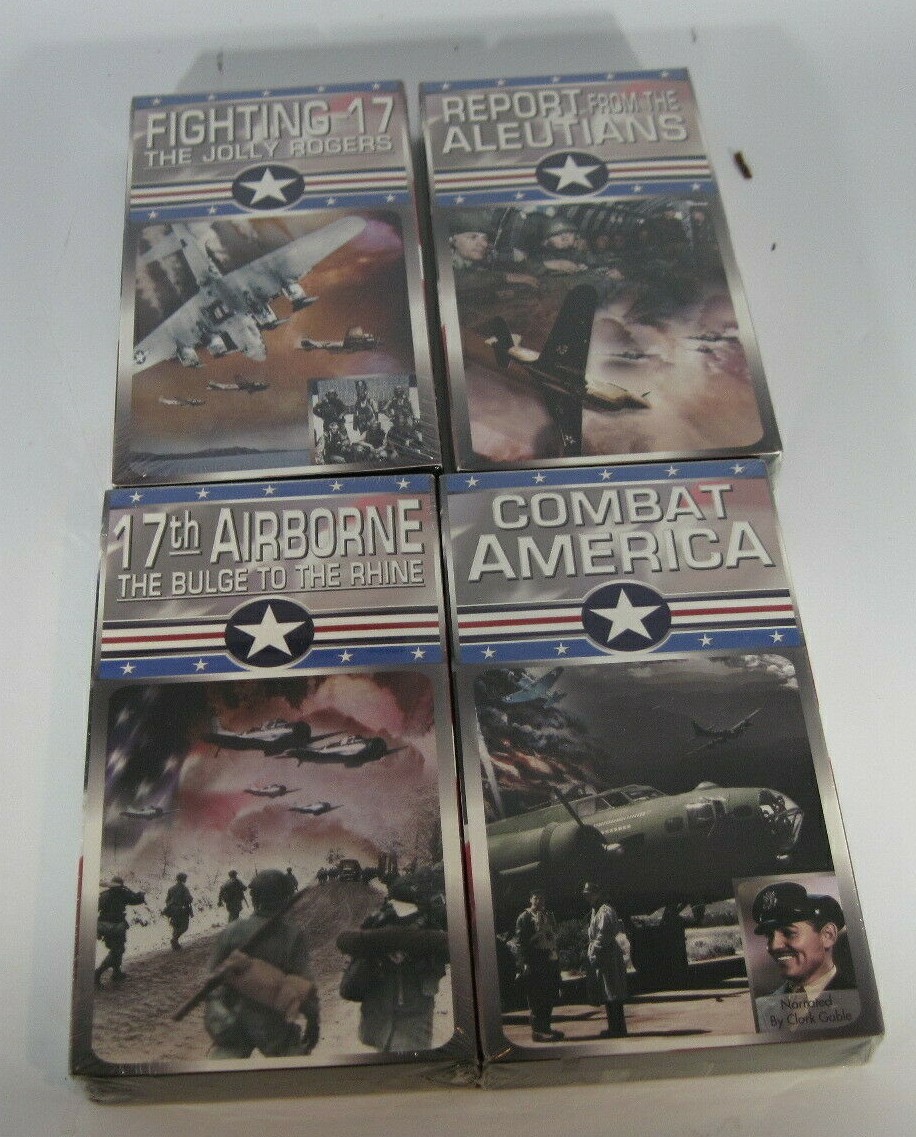 FIGHTING 17
THE JOLLY ROGERS
REPORT FROM THE
ALEUTIANS
17th AIRBORNE
THE BULGE TO THE RHINE
COMBAT
AMERICA
Narrated
By Clark Gable